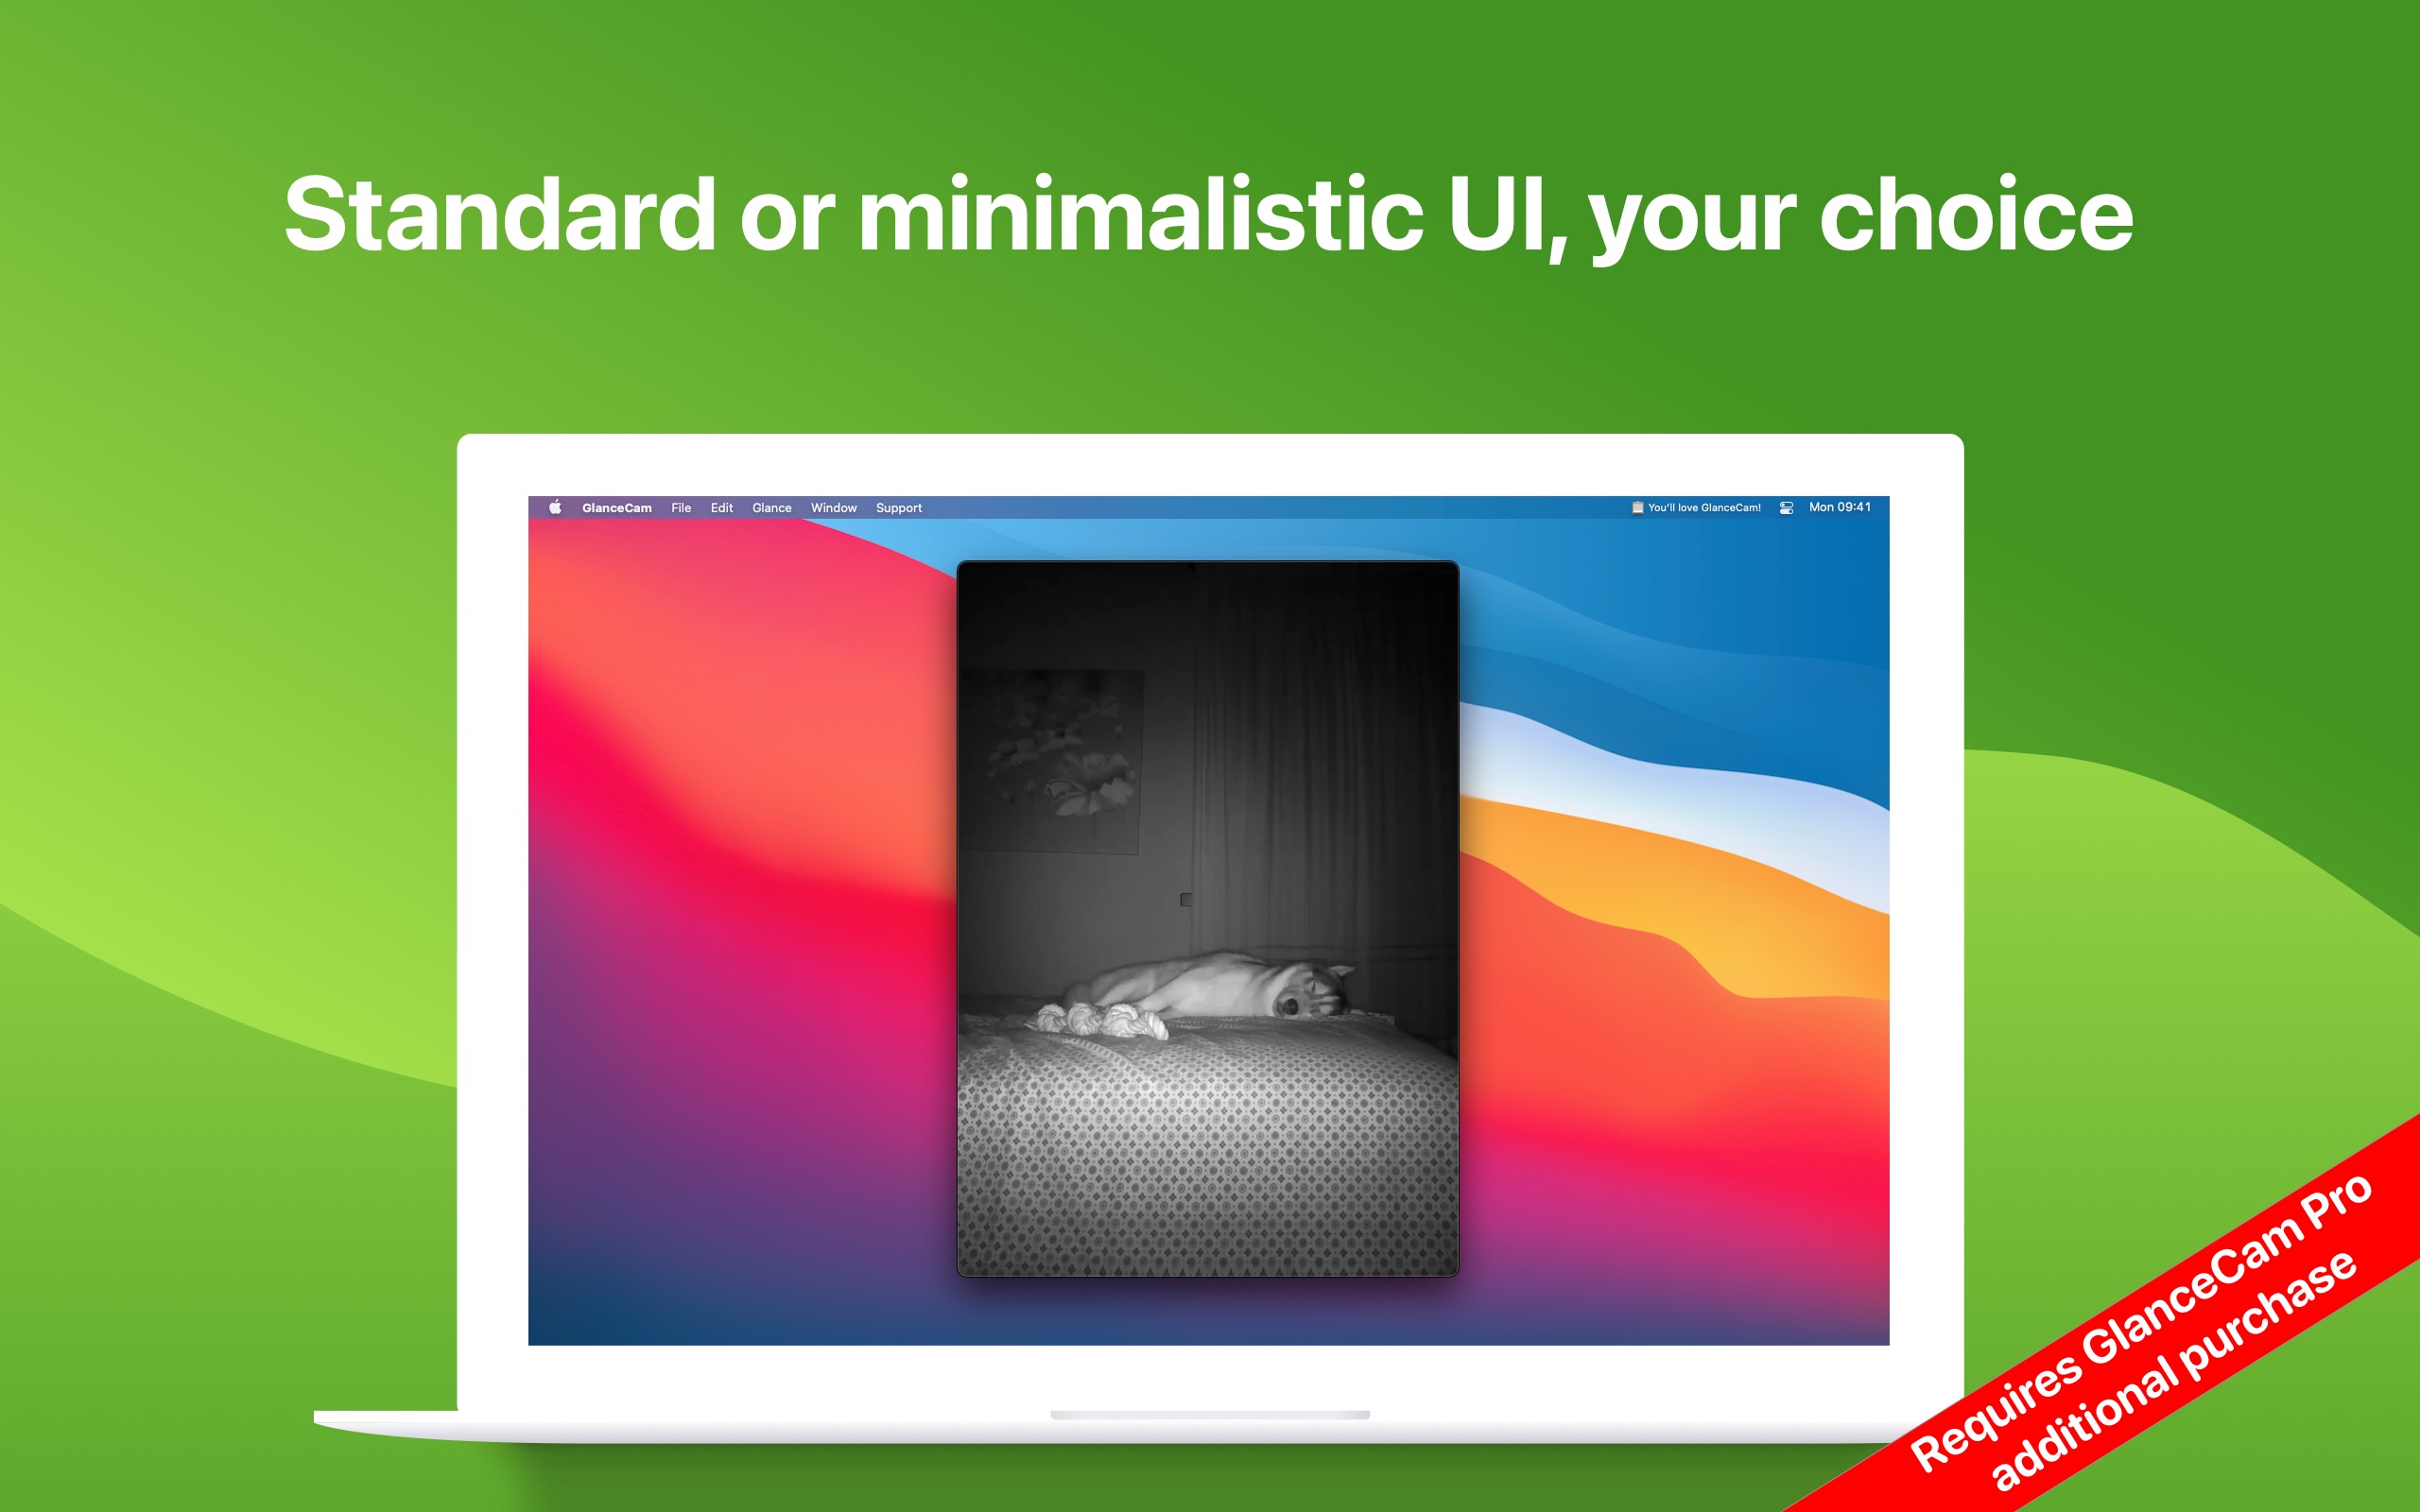 Standard or minimalistic UI, your choice
GlanceCam File Edit Glance Window Support
You'll love GlanceCam! Mon 09:41
Requires GlanceCam Pro
additional purchase